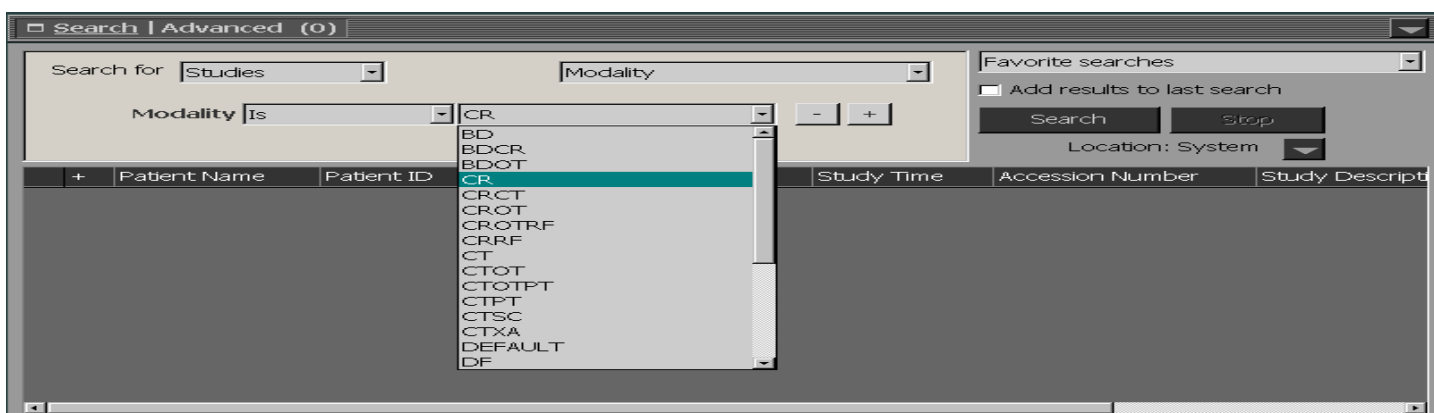 Search | Advanced (0)
Search for Studies Modality
Favorite searches
Add results to last search
Modality Is CR - +
Search Stop
Location: System
+ Patient Name Patient ID Study Time Accession Number Study Descripti
BD
BDCR
BDOT
CR
CRCT
CROT
CROTRF
CRRF
CT
CTOT
CTOTPT
CTPT
CTSC
CTXA
DEFAULT
DF